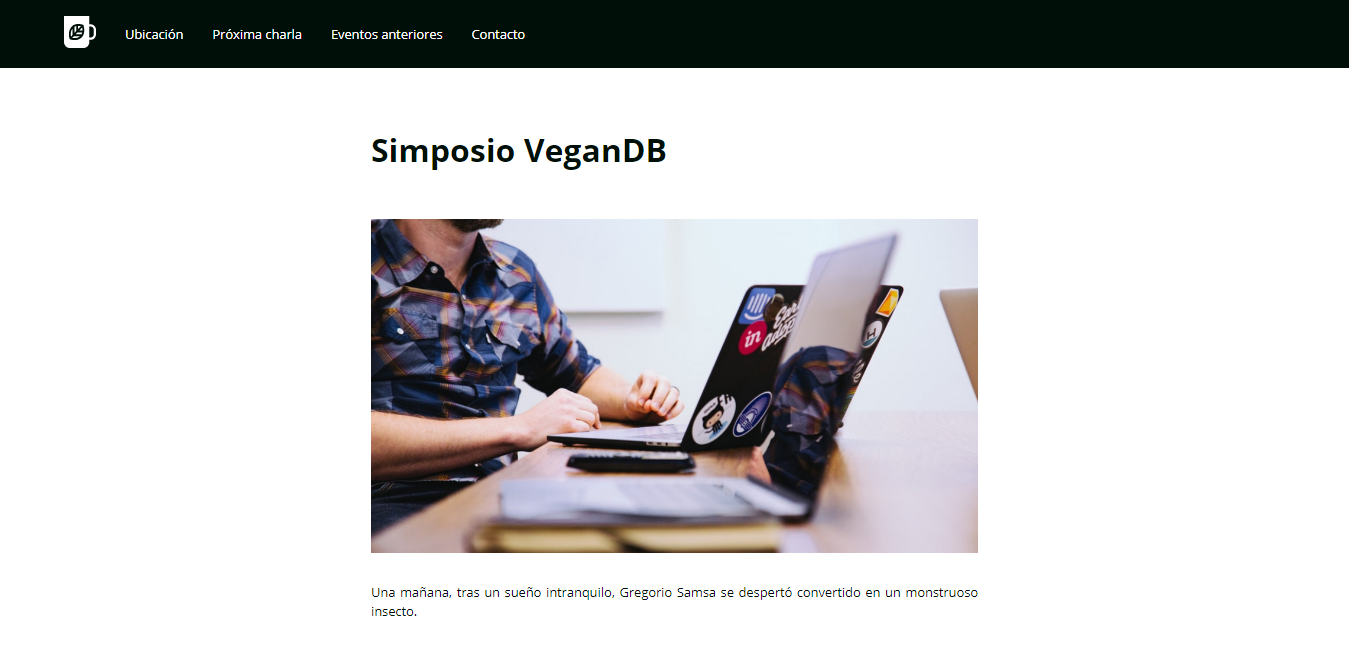 Ubicación Próxima charla Eventos anteriores Contacto
Simposio VeganDB
in
Una mañana, tras un sueño intranquilo, Gregorio Samsa se despertó convertido en un monstruoso
insecto.